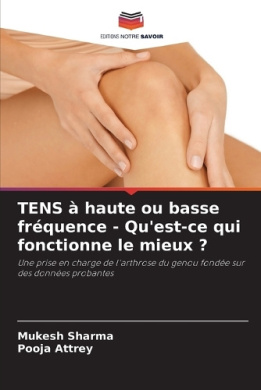 EDITIONS NOTRE SAVOIR
TENS à haute ou basse
fréquence - Qu'est-ce qui
fonctionne le mieux ?
Une prise en charge de l'arthrose du genou fondée sur
des données probantes
Mukesh Sharma
Pooja Attrey